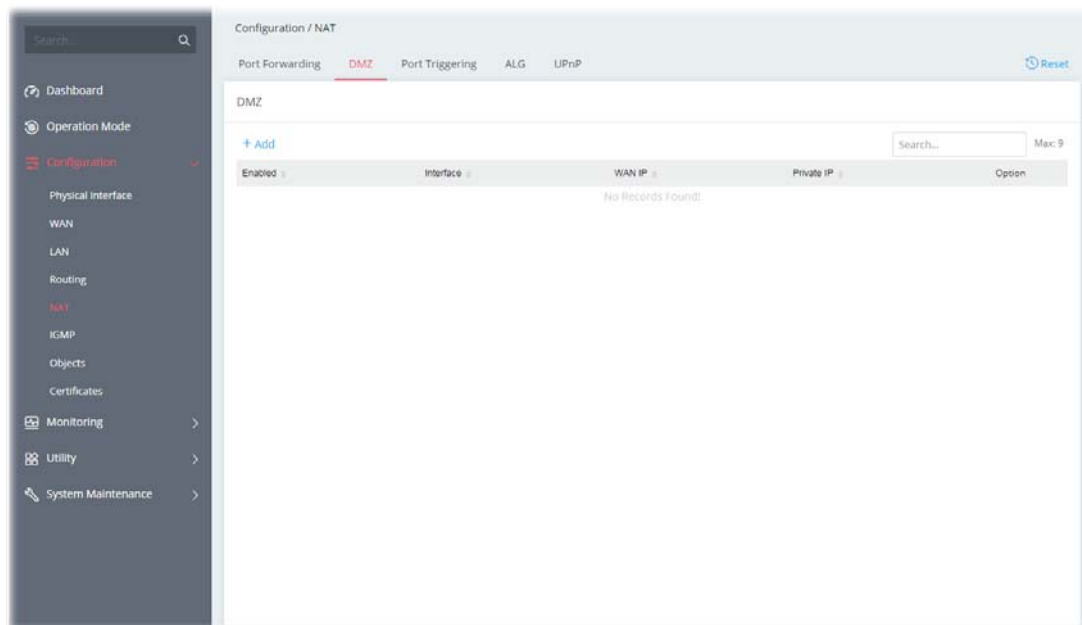 Search...
Dashboard
Operation Mode
Configuration
Physical Interface
WAN
LAN
Routing
NAT
IGMP
Objects
Certificates
Monitoring
Utility
System Maintenance
Configuration / NAT
Port Forwarding DMZ Port Triggering ALG UPnP Reset
DMZ
+ Add Search... Max: 9
Enabled Interface WAN IP Private IP Option
No Records Found!